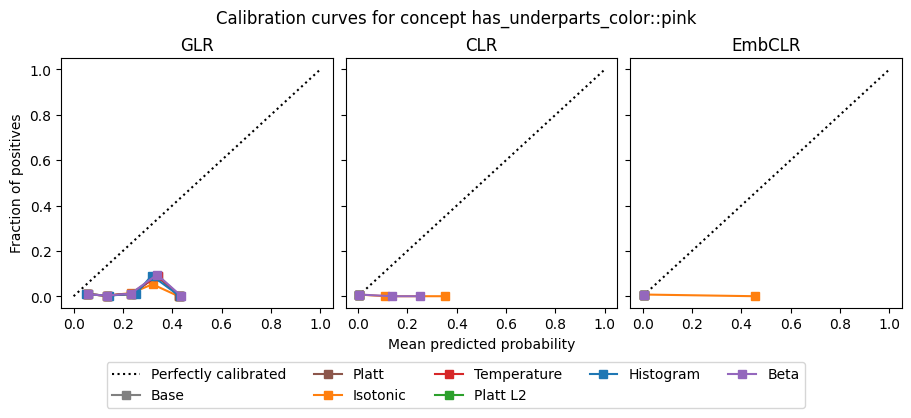 Calibration curves for concept has_underparts_color::pink
GLR
CLR
EmbCLR
Fraction of positives
1.0
0.8
0.6
0.4
0.2
0.0
0.0 0.2 0.4 0.6 0.8 1.0
0.0 0.2 0.4 0.6 0.8 1.0
0.0 0.2 0.4 0.6 0.8 1.0
Mean predicted probability
Perfectly calibrated
Base
Platt
Isotonic
Temperature
Platt L2
Histogram
Beta